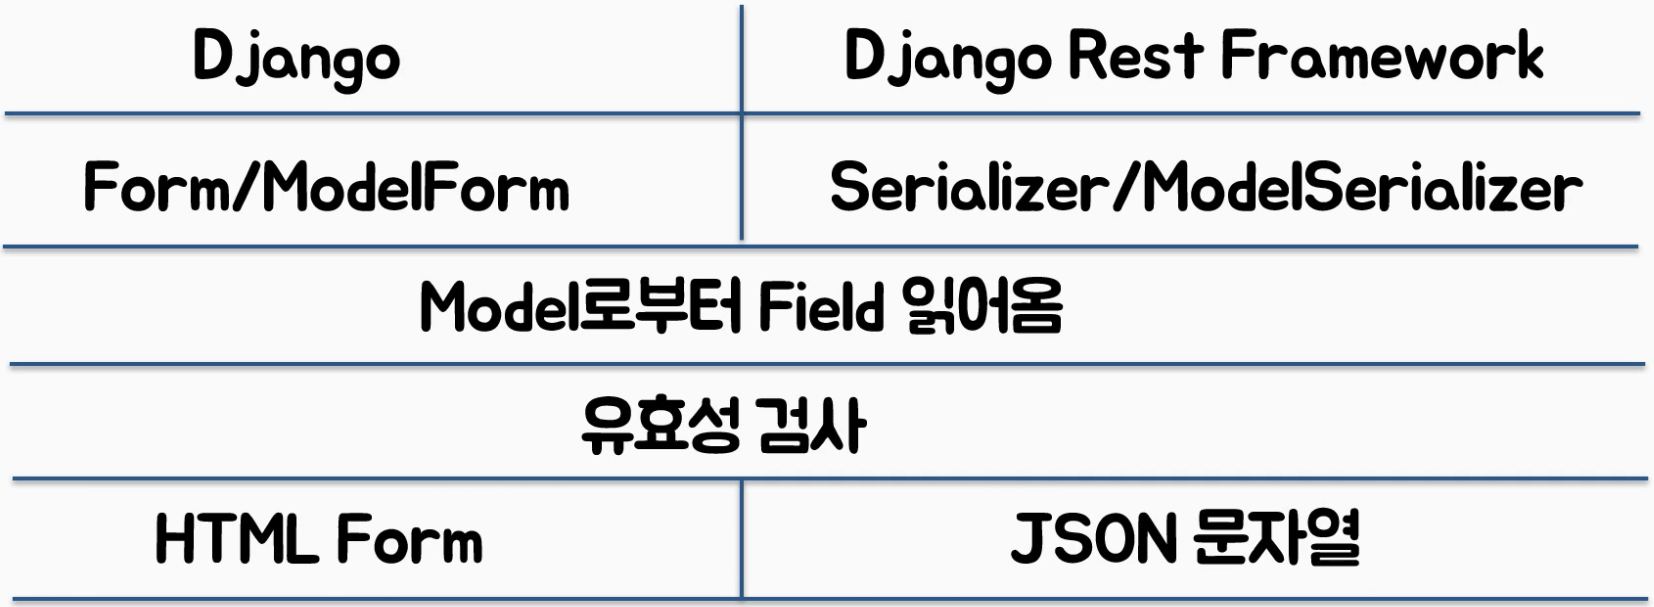 Django
Django Rest Framework
Form/ModelForm
Serializer/ModelSerializer
Model로부터 Field 읽어옴
유효성 검사
HTML Form
JSON 문자열